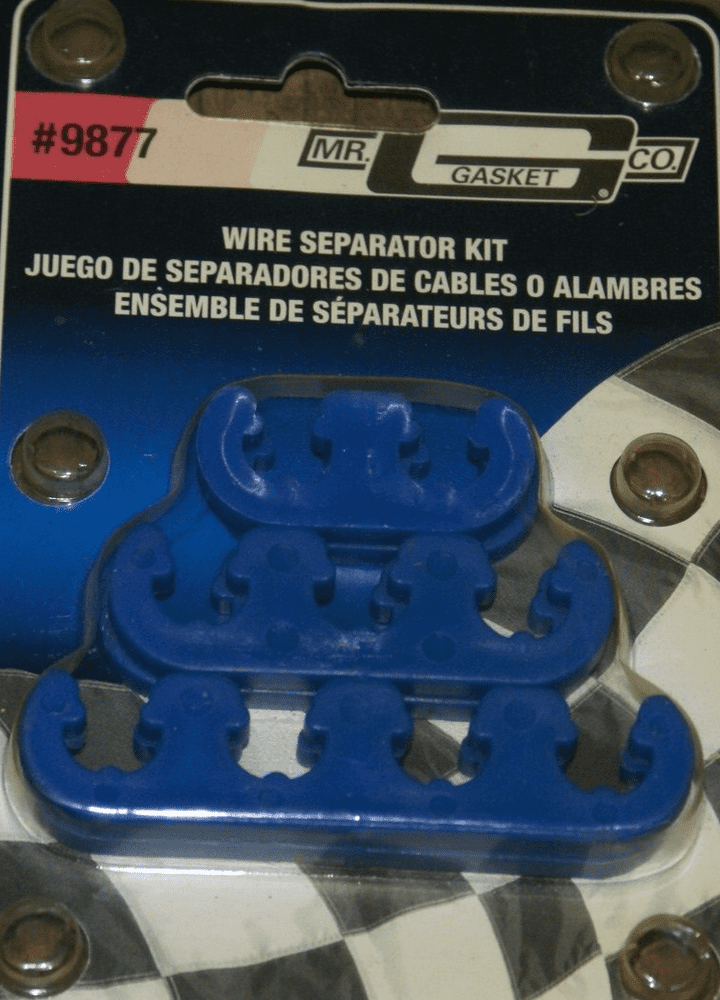 #9877
MR. GASKET CO.
WIRE SEPARATOR KIT
JUEGO DE SEPARADORES DE CABLES O ALAMBRES
ENSEMBLE DE SÉPARATEURS DE FILS